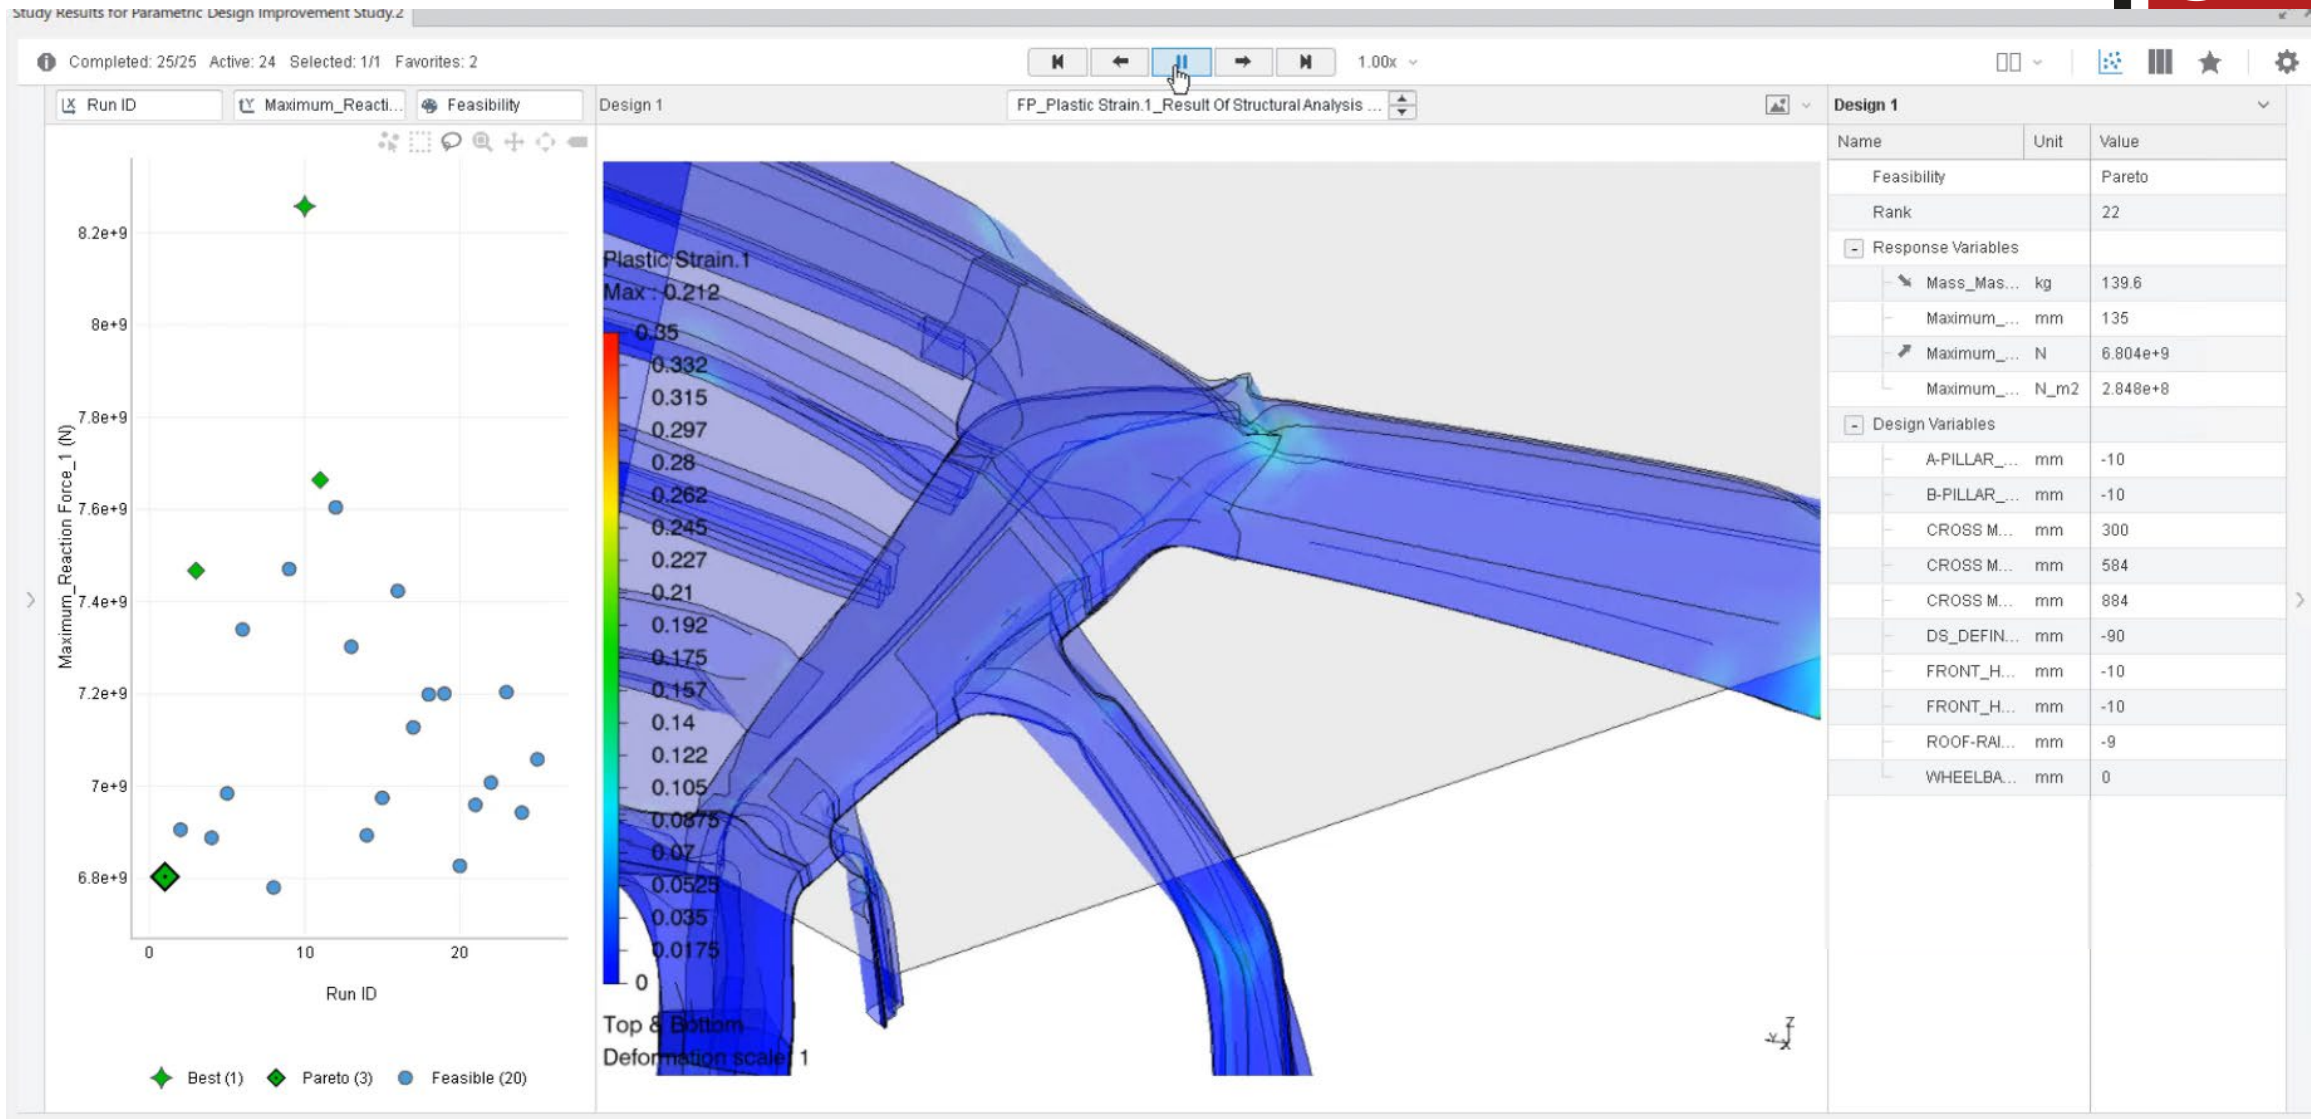 Study Results for Parametric Design Improvement Study.2
Completed: 25/25 Active: 24 Selected: 1/1 Favorites: 2
1.00x
Run ID
Maximum_Reacti...
Feasibility
Design 1
FP_Plastic Strain.1_Result Of Structural Analysis ...
Maximum_Reaction Force_1 (N)
8.2e+9
8e+9
7.8e+9
7.6e+9
7.4e+9
7.2e+9
7e+9
6.8e+9
0
10
20
Run ID
Best (1)
Pareto (3)
Feasible (20)
Plastic Strain.1
Max : 0.212
0.35
0.332
0.315
0.297
0.28
0.262
0.245
0.227
0.21
0.192
0.175
0.157
0.14
0.122
0.105
0.0875
0.07
0.0525
0.035
0.0175
0
Top & Bottom
Deformation scale: 1
Z
Y
X
Design 1
Name Unit Value
Feasibility Pareto
Rank 22
Response Variables
Mass_Mas... kg 139.6
Maximum_... mm 135
Maximum_... N 6.804e+9
Maximum_... N_m2 2.848e+8
Design Variables
A-PILLAR_... mm -10
B-PILLAR_... mm -10
CROSS M... mm 300
CROSS M... mm 584
CROSS M... mm 884
DS_DEFIN... mm -90
FRONT_H... mm -10
FRONT_H... mm -10
ROOF-RAI... mm -9
WHEELBA... mm 0